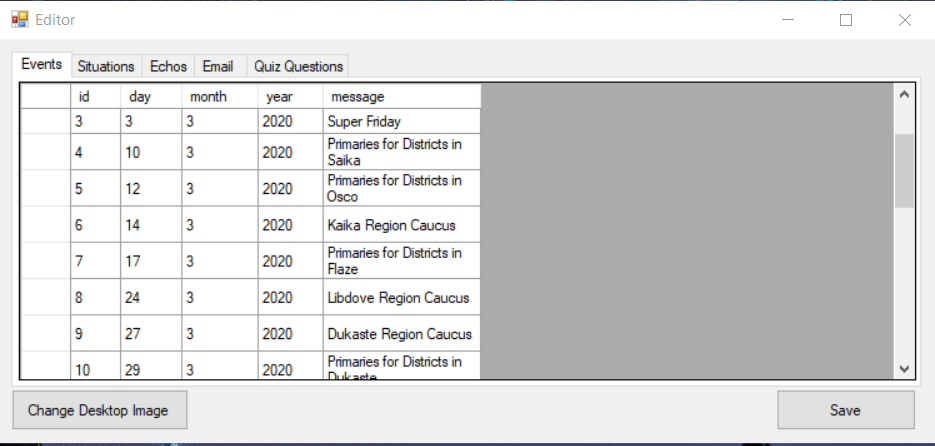 Editor
Events Situations Echos Email Quiz Questions
id day month year message
3 3 3 2020 Super Friday
4 10 3 2020 Primaries for Districts in
Saika
5 12 3 2020 Primaries for Districts in
Osco
6 14 3 2020 Kaika Region Caucus
7 17 3 2020 Primaries for Districts in
Flaze
8 24 3 2020 Libdove Region Caucus
9 27 3 2020 Dukaste Region Caucus
10 29 3 2020 Primaries for Districts in
Dukaste
Change Desktop Image Save